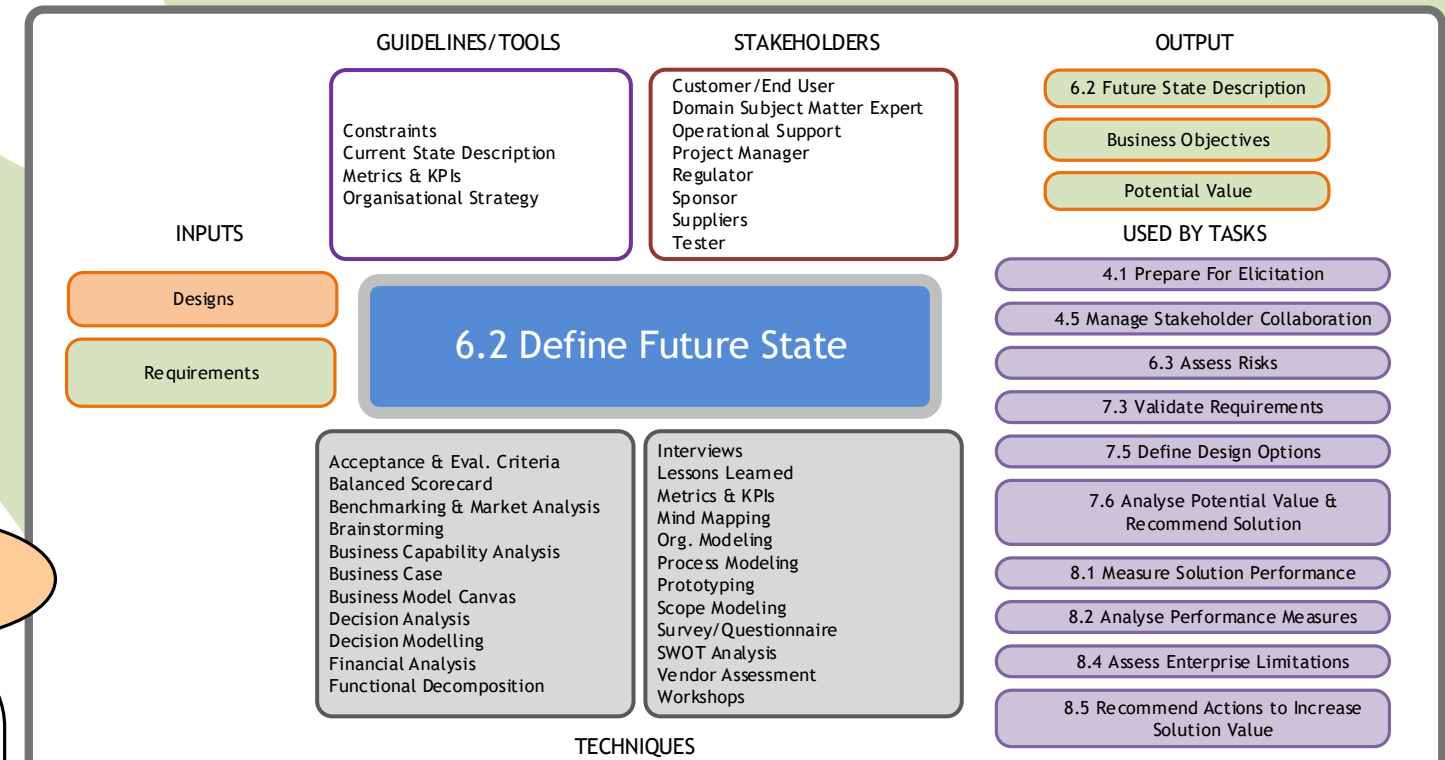 GUIDELINES/TOOLS
STAKEHOLDERS
OUTPUT
Constraints
Current State Description
Metrics & KPIs
Organisational Strategy
Customer/End User
Domain Subject Matter Expert
Operational Support
Project Manager
Regulator
Sponsor
Suppliers
Tester
6.2 Future State Description
Business Objectives
Potential Value
INPUTS
Designs
Requirements
6.2 Define Future State
USED BY TASKS
4.1 Prepare For Elicitation
4.5 Manage Stakeholder Collaboration
6.3 Assess Risks
7.3 Validate Requirements
7.5 Define Design Options
7.6 Analyse Potential Value &
Recommend Solution
8.1 Measure Solution Performance
8.2 Analyse Performance Measures
8.4 Assess Enterprise Limitations
8.5 Recommend Actions to Increase
Solution Value
Acceptance & Eval. Criteria
Balanced Scorecard
Benchmarking & Market Analysis
Brainstorming
Business Capability Analysis
Business Case
Business Model Canvas
Decision Analysis
Decision Modelling
Financial Analysis
Functional Decomposition
Interviews
Lessons Learned
Metrics & KPIs
Mind Mapping
Org. Modeling
Process Modeling
Prototyping
Scope Modeling
Survey/Questionnaire
SWOT Analysis
Vendor Assessment
Workshops
TECHNIQUES